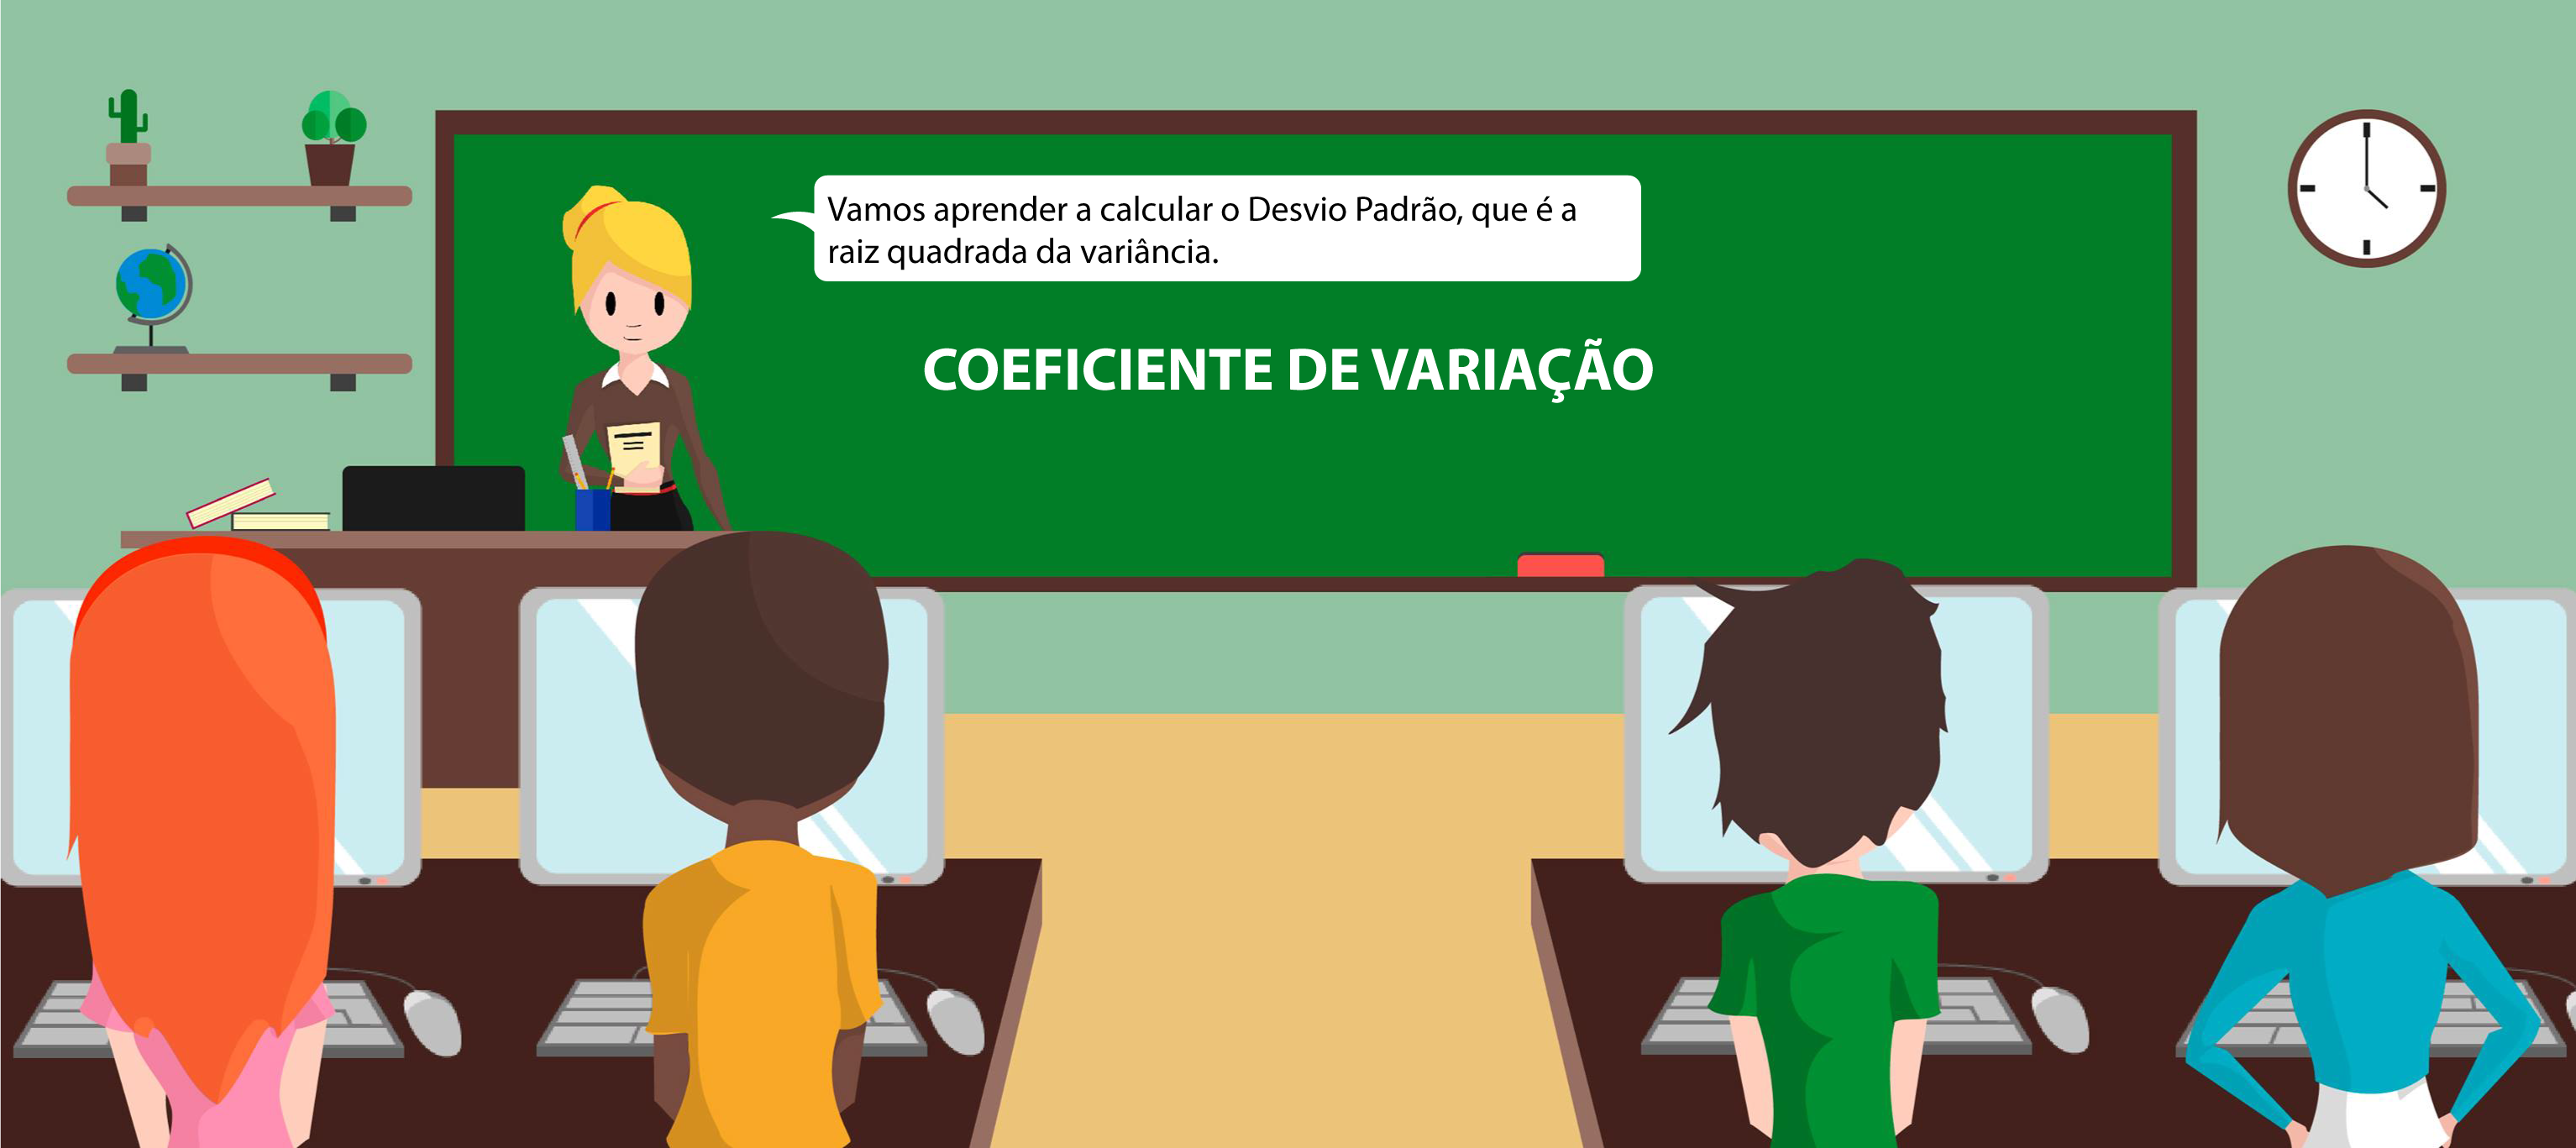 Vamos aprender a calcular o Desvio Padrão, que é a
raiz quadrada da variância.
COEFICIENTE DE VARIAÇÃO